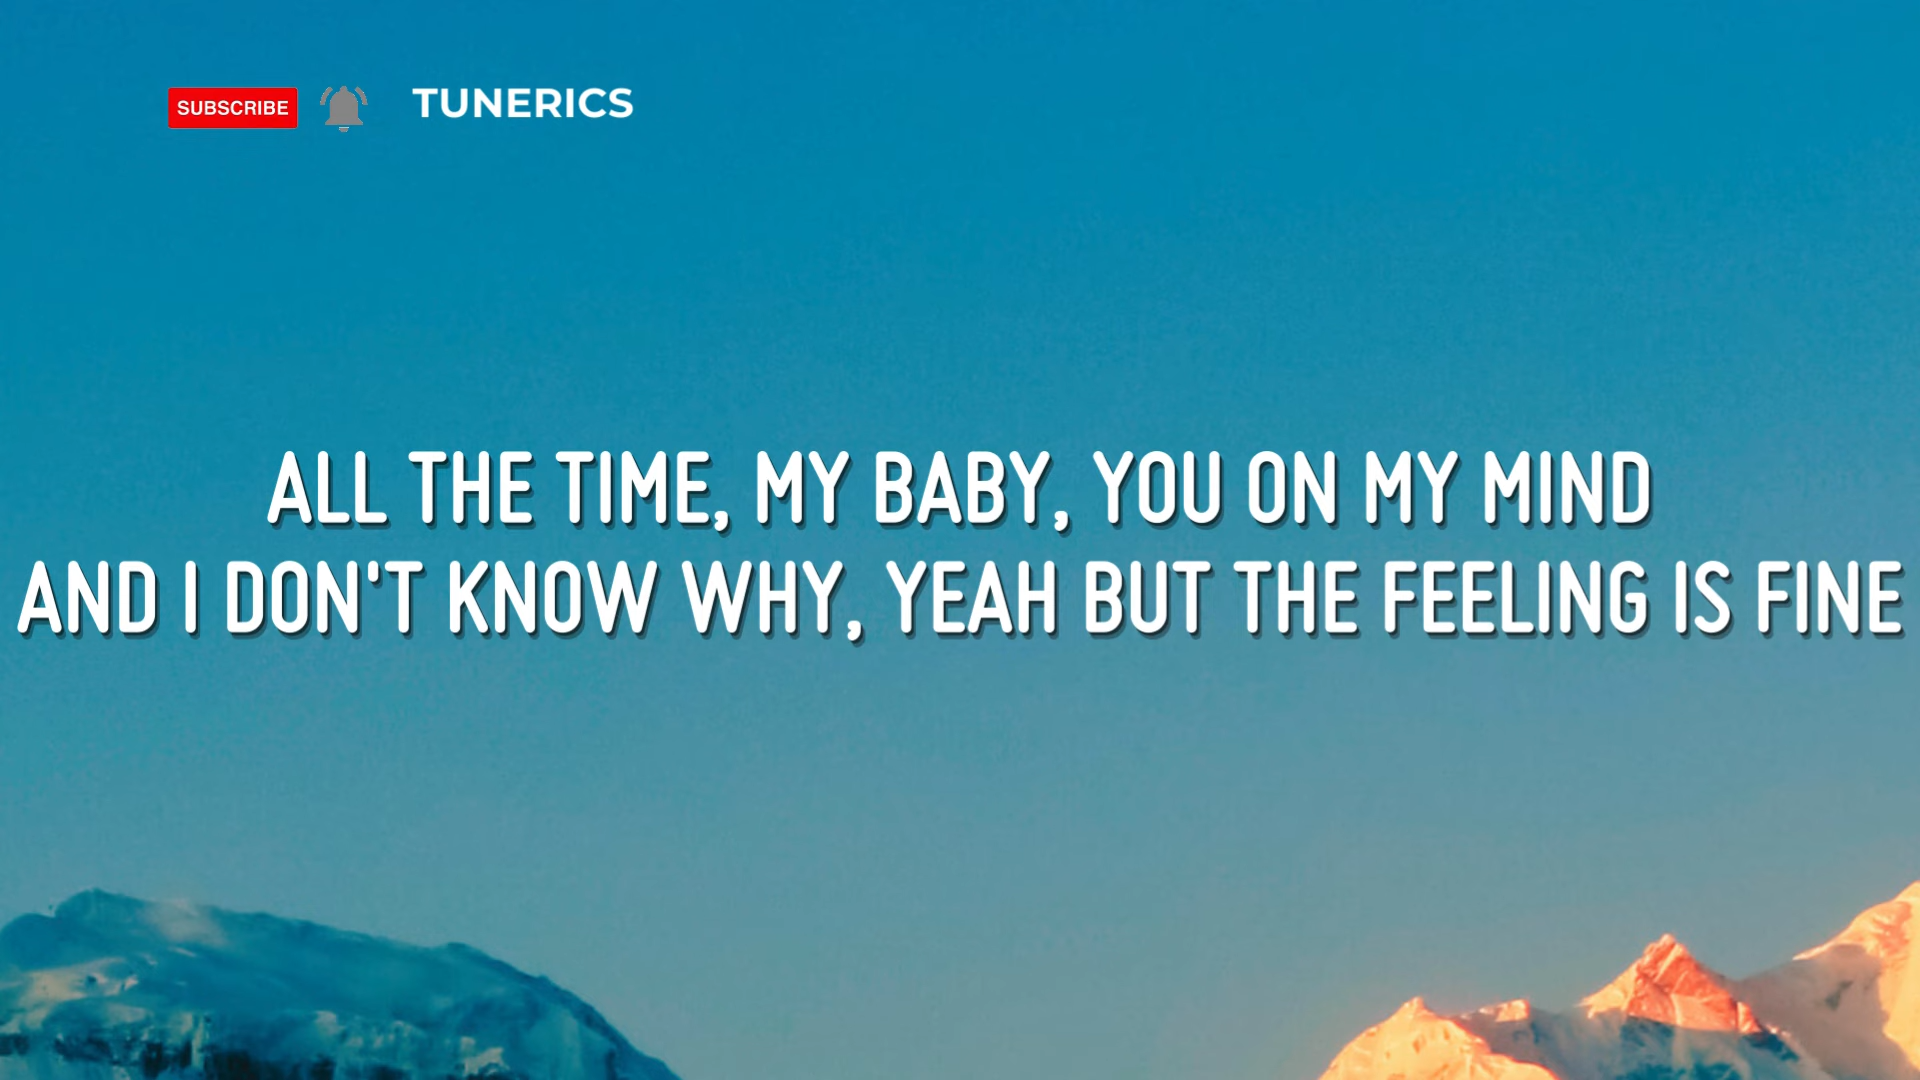 SUBSCRIBE TUNERICS
ALL THE TIME, MY BABY, YOU ON MY MIND
AND I DON'T KNOW WHY, YEAH BUT THE FEELING IS FINE